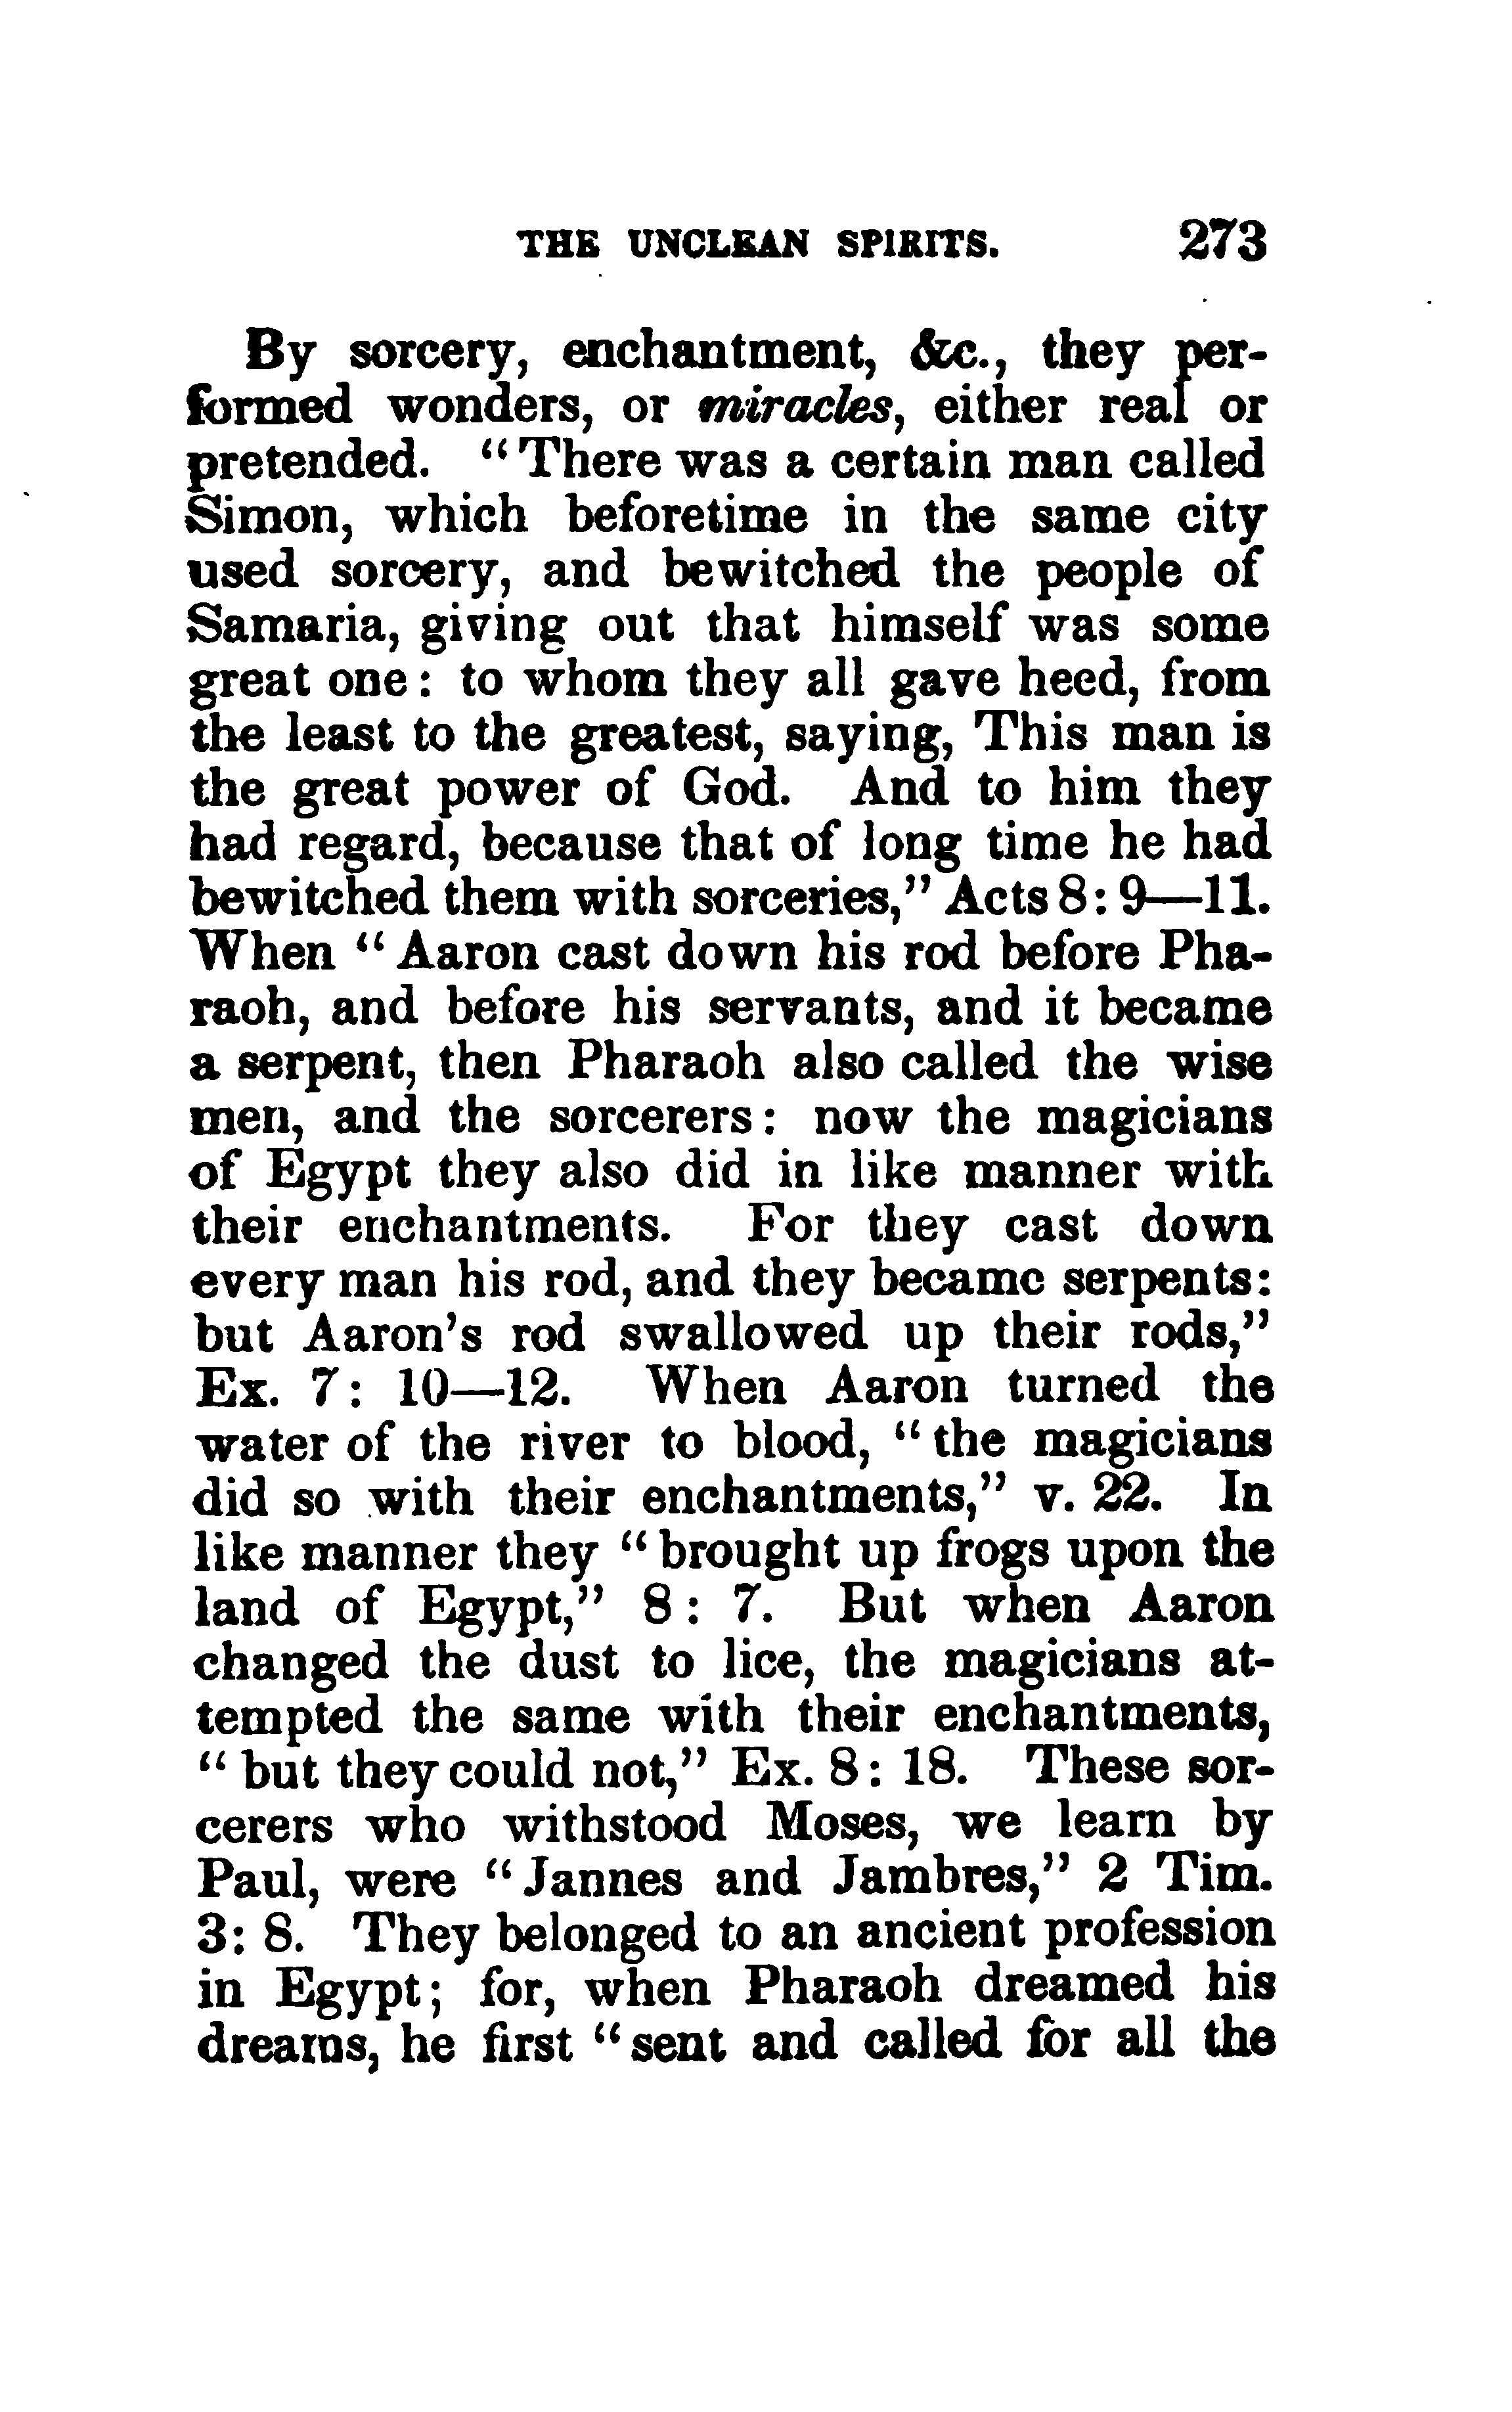 THE UNCLEAN SPIRITS. 273
By sorcery, enchantment, &c., they per-
formed wonders, or miracles, either real or
pretended. "There was a certain man called
Simon, which beforetime in the same city
used sorcery, and bewitched the people of
Samaria, giving out that himself was some
great one: to whom they all gave heed, from
the least to the greatest, saying, This man is
the great power of God. And to him they
had regard, because that of long time he had
bewitched them with sorceries," Acts 8: 9—11.
When "Aaron cast down his rod before Pha-
raoh, and before his servants, and it became
a serpent, then Pharaoh also called the wise
men, and the sorcerers: now the magicians
of Egypt they also did in like manner with
their enchantments. For they cast down
every man his rod, and they became serpents:
but Aaron's rod swallowed up their rods,"
Ex. 7: 10—12. When Aaron turned the
water of the river to blood, "the magicians
did so with their enchantments," v. 22. In
like manner they "brought up frogs upon the
land of Egypt," 8: 7. But when Aaron
changed the dust to lice, the magicians at-
tempted the same with their enchantments,
"but they could not," Ex. 8: 18. These sor-
cerers who withstood Moses, we learn by
Paul, were "Jannes and Jambres," 2 Tim.
3: 8. They belonged to an ancient profession
in Egypt; for, when Pharaoh dreamed his
dreams, he first "sent and called for all the